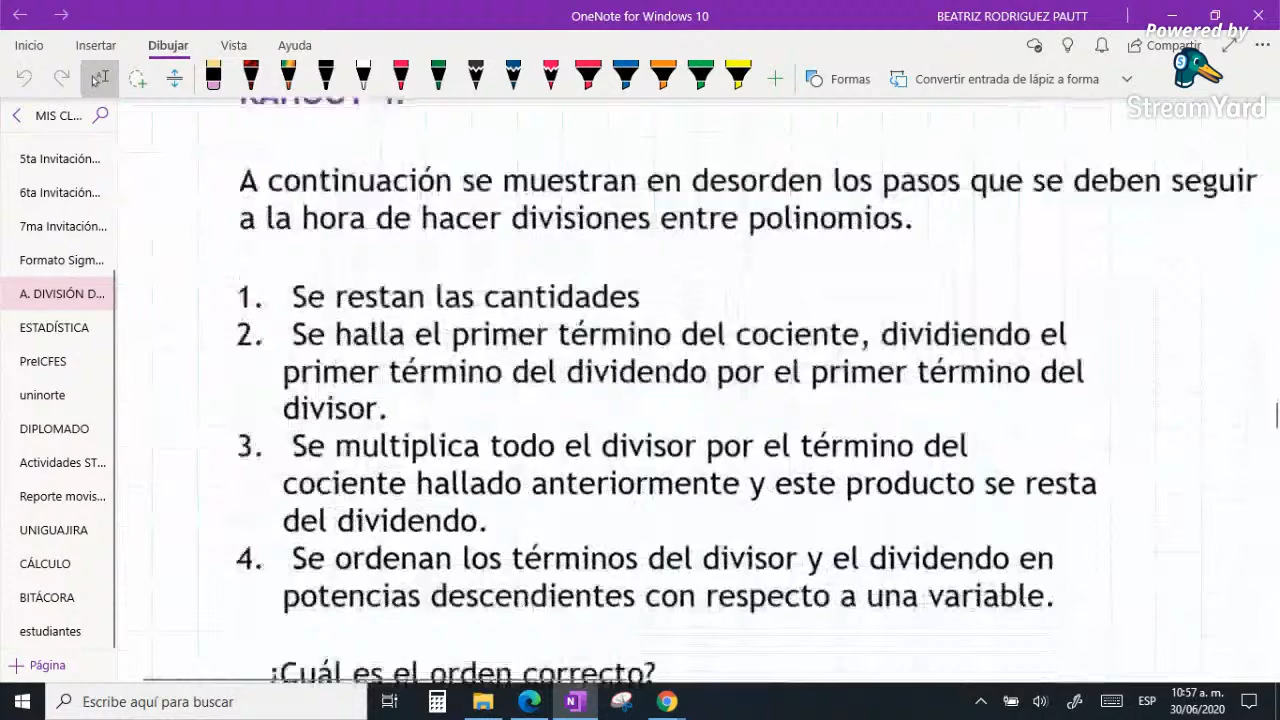 OneNote for Windows 10
BEATRIZ RODRIGUEZ PAUTT
Powered by
StreamYard
Inicio
Insertar
Dibujar
Vista
Ayuda
Compartir
Formas
Convertir entrada de lápiz a forma
MIS CL...
5ta Invitación...
6ta Invitación...
7ma Invitación...
Formato Sigm...
A. DIVISIÓN D...
ESTADÍSTICA
PreICFES
uninorte
DIPLOMADO
Actividades ST...
Reporte movis...
UNIGUAJIRA
CÁLCULO
BITÁCORA
estudiantes
Página
A continuación se muestran en desorden los pasos que se deben seguir
a la hora de hacer divisiones entre polinomios.
1. Se restan las cantidades
2. Se halla el primer término del cociente, dividiendo el
primer término del dividendo por el primer término del
divisor.
3. Se multiplica todo el divisor por el término del
cociente hallado anteriormente y este producto se resta
del dividendo.
4. Se ordenan los términos del divisor y el dividendo en
potencias descendientes con respecto a una variable.
¿Cuál es el orden correcto?
Escribe aquí para buscar
ESP
10:57 a. m.
30/06/2020